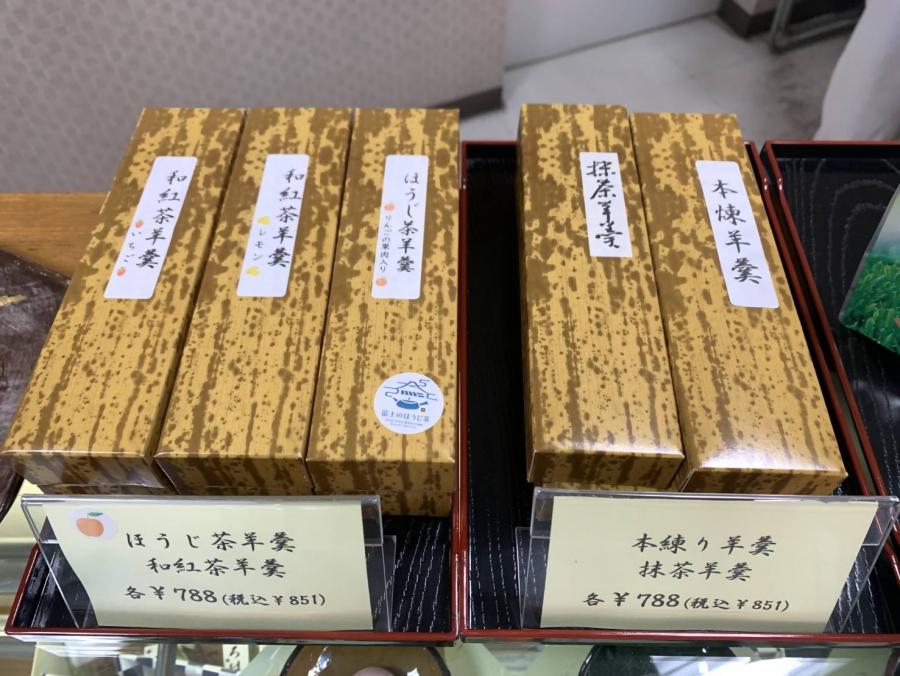 和紅茶羊羹
いちご
和紅茶羊羹
レモン
ほうじ茶羊羹
りんごの果肉入り
富士のほうじ茶
抹茶羊羹
本煉羊羹
ほうじ茶羊羹
和紅茶羊羹
各￥788(税込￥851)
本練り羊羹
抹茶羊羹
各￥788(税込￥851)